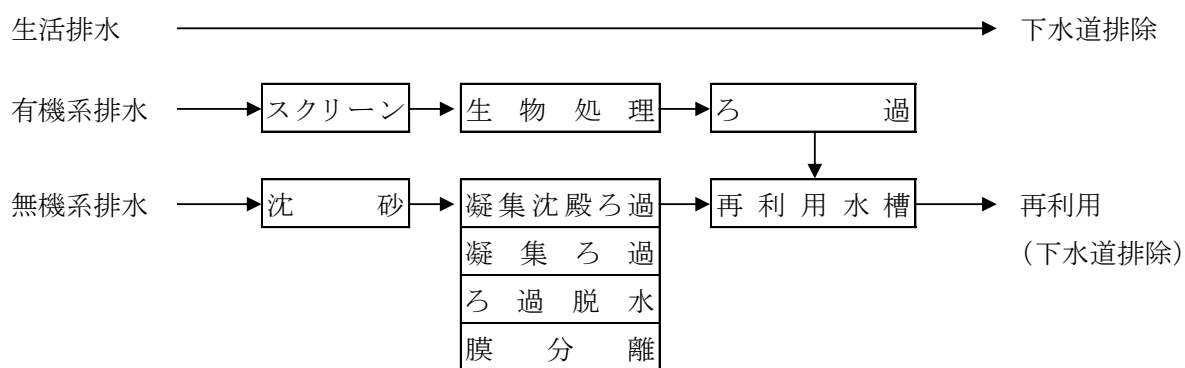 生活排水 下水道排除
有機系排水 スクリーン 生物処理 ろ過
無機系排水 沈砂 凝集沈殿ろ過 再利用水槽 再利用
凝集ろ過 （下水道排除）
ろ過脱水
膜分離